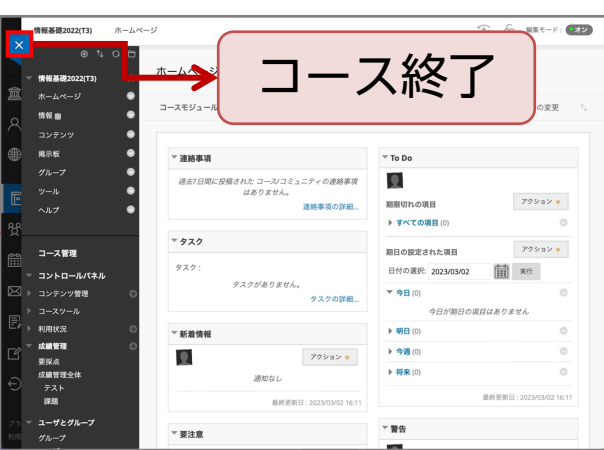 情報基礎2022(T3)
ホームページ
編集モード:
オン
コース終了
情報基礎2022(T3)
ホームページ
情報
コンテンツ
掲示板
グループ
ツール
ヘルプ
コース管理
コントロールパネル
コンテンツ管理
コースツール
利用状況
成績管理
要採点
成績管理全体
テスト
課題
ユーザとグループ
グループ
ホームページ
コースモジュール
の変更
連絡事項
過去7日間に投稿された コース/コミュニティの連絡事項
はありません。
連絡事項の詳細...
タスク
タスク:
タスクがありません。
タスクの詳細...
新着情報
アクション
通知なし
最終更新日 : 2023/03/02 16:11
要注意
To Do
期限切れの項目
アクション
すべての項目 (0)
期日の設定された項目
アクション
日付の選択:
2023/03/02
実行
今日 (0)
今日が期日の項目はありません
明日 (0)
今週 (0)
将来 (0)
最終更新日 : 2023/03/02 16:11
警告
プラ
利用